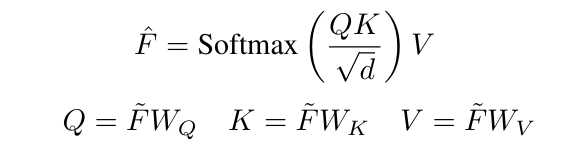 F̂ = Softmax (QK / √d) V
Q = F̃W_Q K = F̃W_K V = F̃W_V